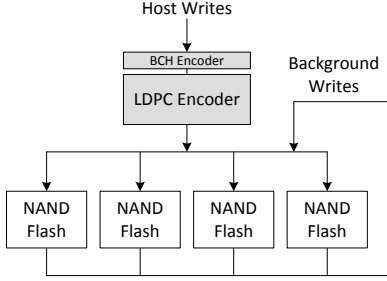 Host Writes
BCH Encoder
LDPC Encoder
Background
Writes
NAND
Flash
NAND
Flash
NAND
Flash
NAND
Flash